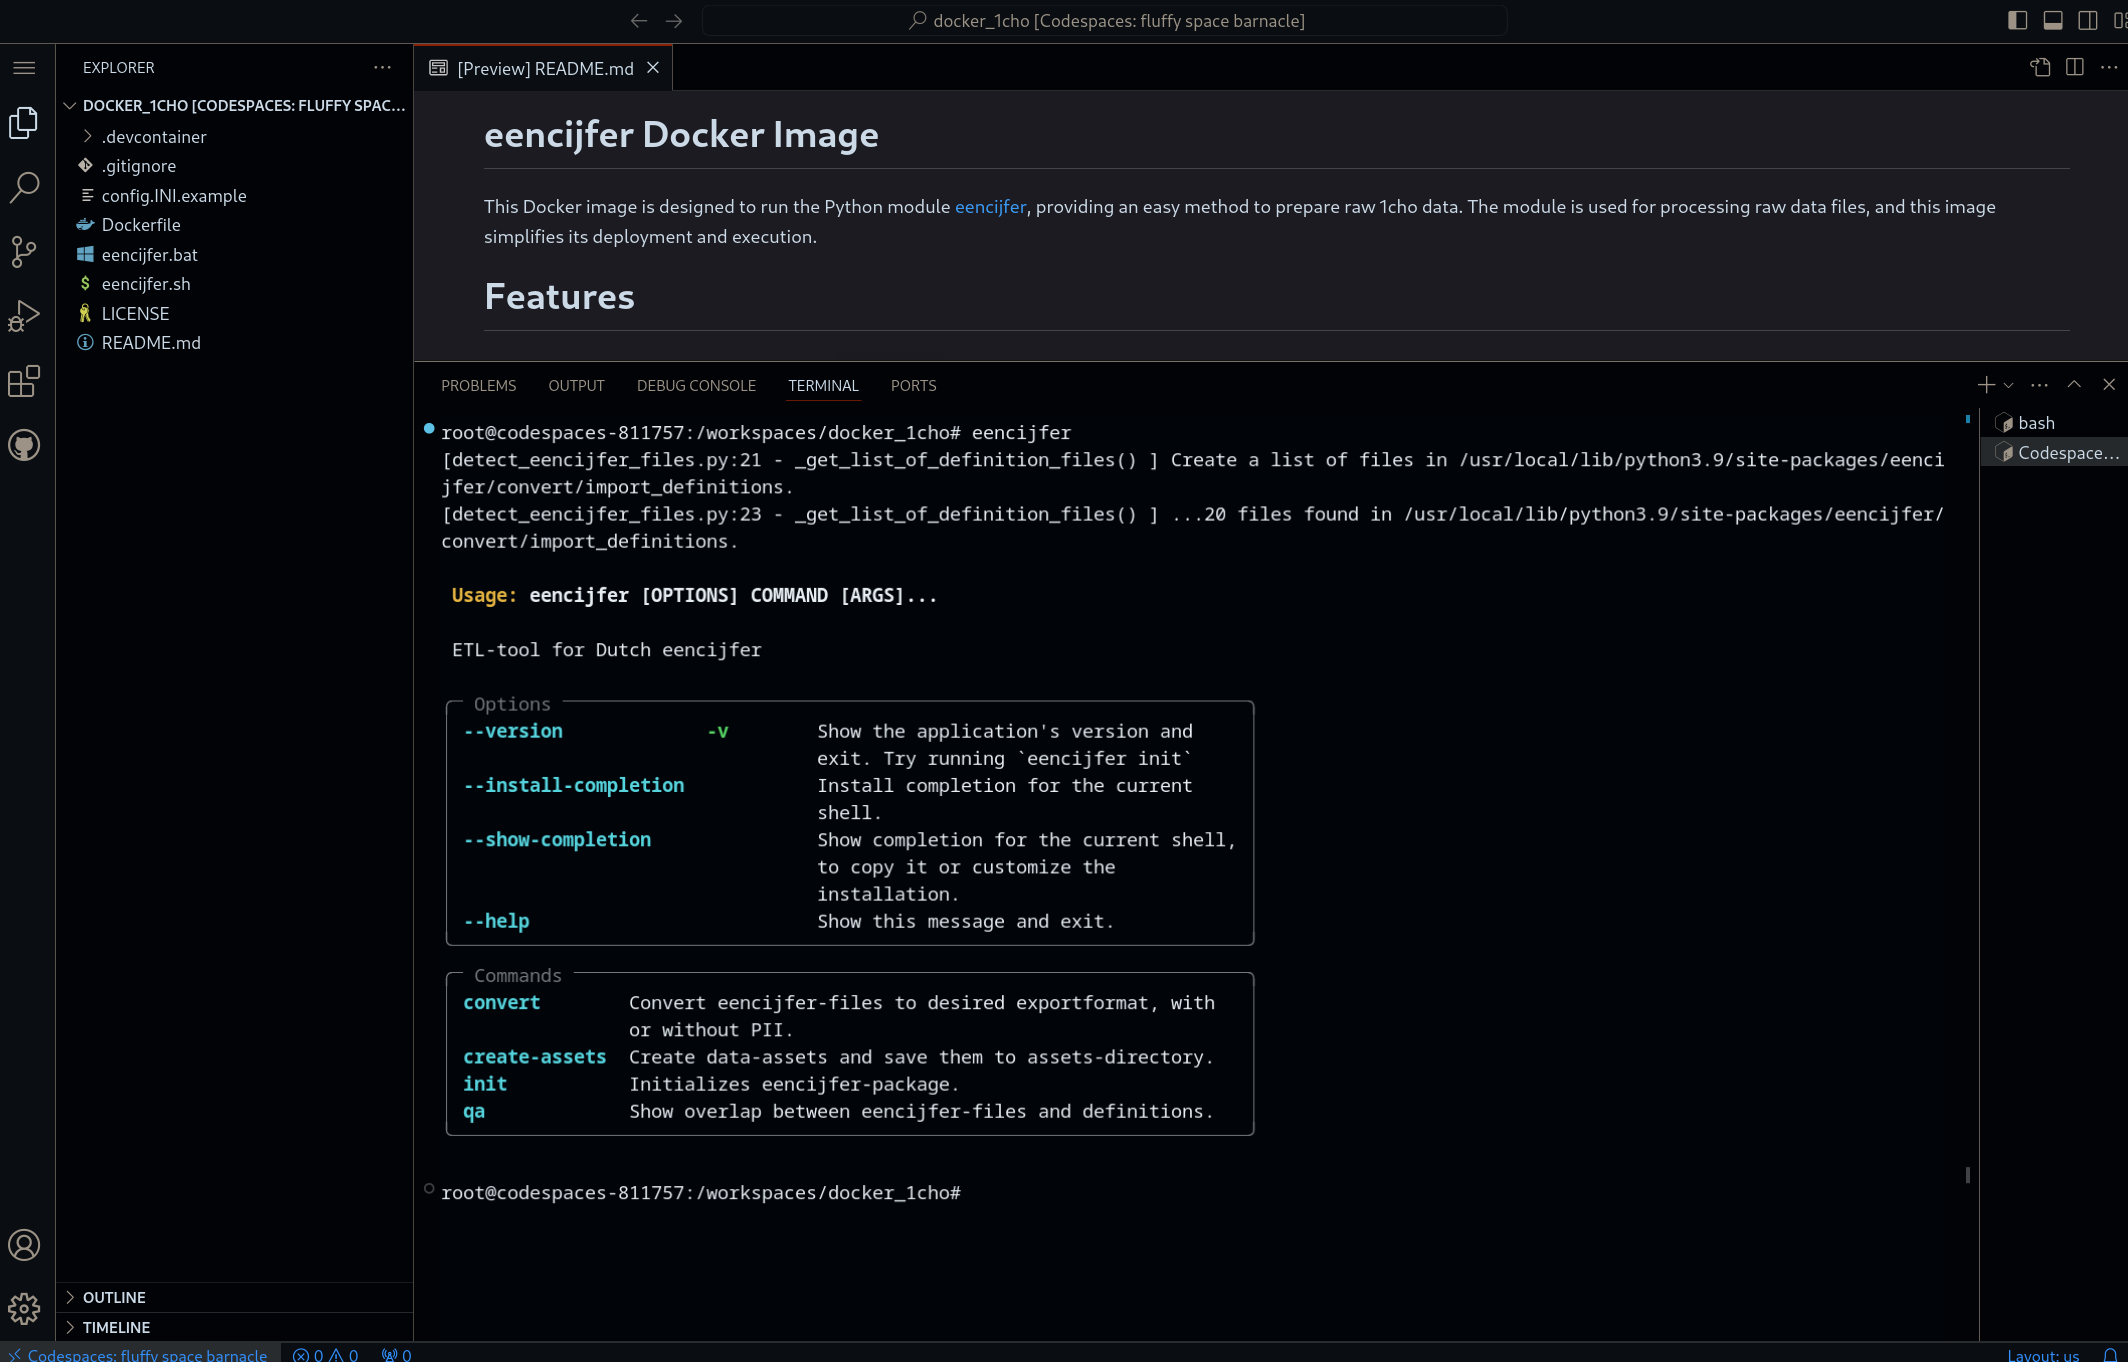 docker_1cho [Codespaces: fluffy space barnacle]
EXPLORER
DOCKER_1CHO [CODESPACES: FLUFFY SPAC...
.devcontainer
.gitignore
config.INI.example
Dockerfile
eencijfer.bat
eencijfer.sh
LICENSE
README.md
OUTLINE
TIMELINE
[Preview] README.md
eencijfer Docker Image
This Docker image is designed to run the Python module eencijfer, providing an easy method to prepare raw 1cho data. The module is used for processing raw data files, and this image
simplifies its deployment and execution.
Features
PROBLEMS OUTPUT DEBUG CONSOLE TERMINAL PORTS
root@codespaces-811757:/workspaces/docker_1cho# eencijfer
[detect_eencijfer_files.py:21 - _get_list_of_definition_files() ] Create a list of files in /usr/local/lib/python3.9/site-packages/eenci
jfer/convert/import_definitions.
[detect_eencijfer_files.py:23 - _get_list_of_definition_files() ] ...20 files found in /usr/local/lib/python3.9/site-packages/eencijfer/
convert/import_definitions.
Usage: eencijfer [OPTIONS] COMMAND [ARGS]...
ETL-tool for Dutch eencijfer
Options
--version -v Show the application's version and
exit. Try running `eencijfer init`
--install-completion Install completion for the current
shell.
--show-completion Show completion for the current shell,
to copy it or customize the
installation.
--help Show this message and exit.
Commands
convert Convert eencijfer-files to desired exportformat, with
or without PII.
create-assets Create data-assets and save them to assets-directory.
init Initializes eencijfer-package.
qa Show overlap between eencijfer-files and definitions.
root@codespaces-811757:/workspaces/docker_1cho#
bash
Codespace...
Codespaces: fluffy space barnacle 0 0 0 Layout: us